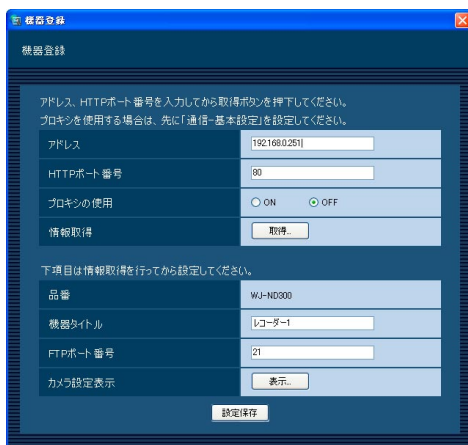 機器登録
機器登録
アドレス、HTTPポート番号を入力してから取得ボタンを押下してください。
プロキシを使用する場合は、先に「通信-基本設定」を設定してください。
アドレス 192.168.0.251
HTTPポート番号 80
プロキシの使用 ON OFF
情報取得 取得...
下項目は情報取得を行ってから設定してください。
品番 WJ-ND300
機器タイトル レコーダー1
FTPポート番号 21
カメラ設定表示 表示...
設定保存